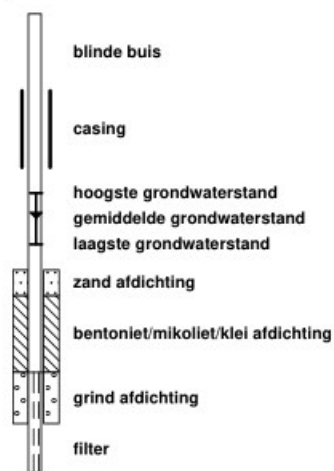 blinde buis
casing
hoogste grondwaterstand
gemiddelde grondwaterstand
laagste grondwaterstand
zand afdichting
bentoniet/mikoliet/klei afdichting
grind afdichting
filter